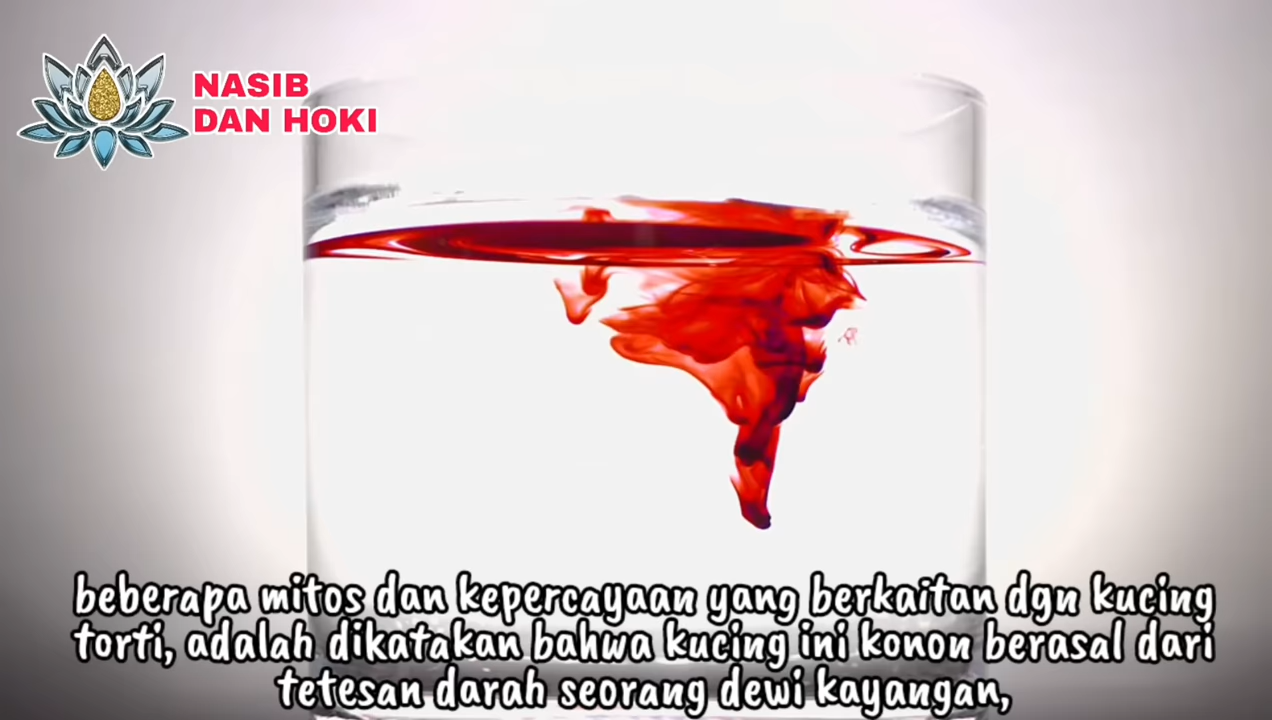 NASIB
DAN HOKI
beberapa mitos dan kepercayaan yang berkaitan dgn kucing
torti, adalah dikatakan bahwa kucing ini konon berasal dari
tetesan darah seorang dewi kayangan,